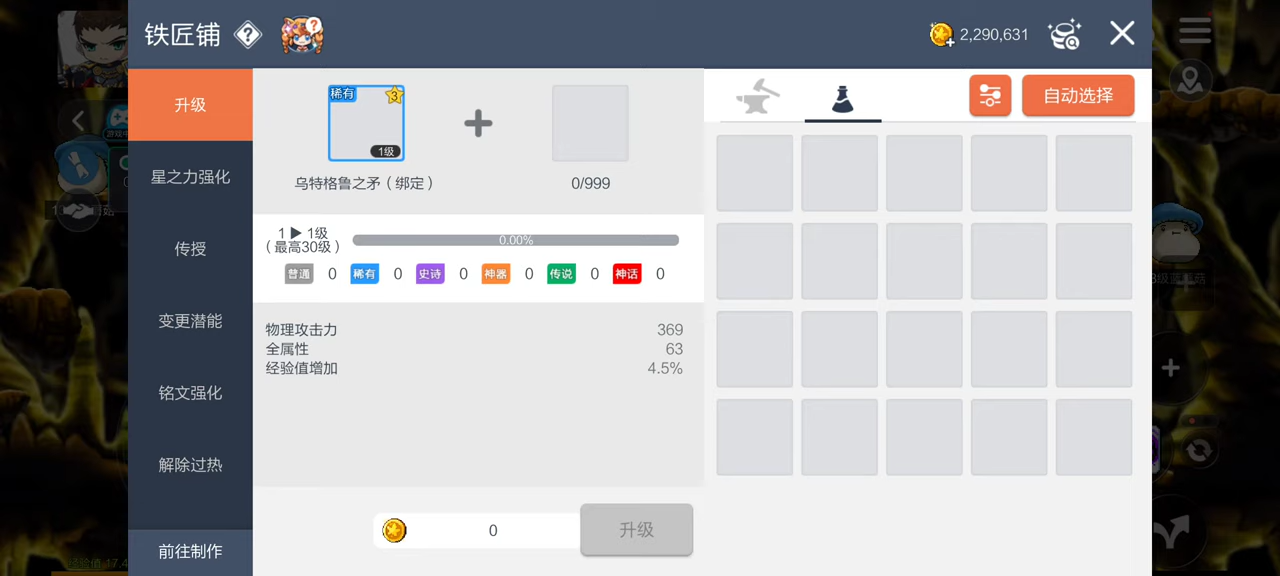 铁匠铺
2,290,631
升级
星之力强化
传授
变更潜能
铭文强化
解除过热
前往制作
稀有 3
1级
乌特格鲁之矛（绑定）
0/999
1 ▶ 1级
（最高30级）
0.00%
普通 0 稀有 0 史诗 0 神器 0 传说 0 神话 0
物理攻击力 369
全属性 63
经验值增加 4.5%
0
升级
自动选择
经验值 17.4